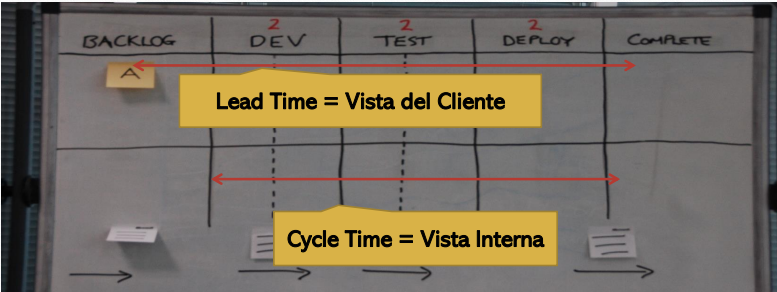 2 2 2
BACKLOG DEV TEST DEPLOY COMPLETE
A
Lead Time = Vista del Cliente
Cycle Time = Vista Interna